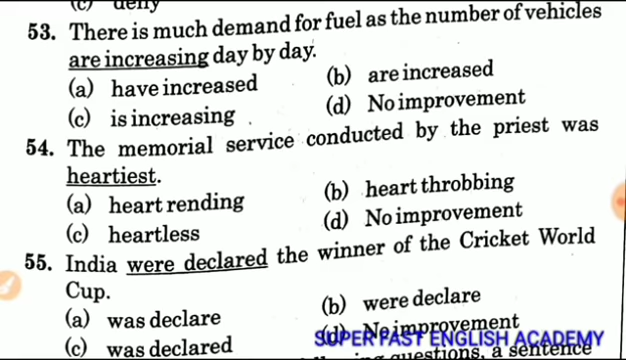 (c) deny
53. There is much demand for fuel as the number of vehicles
are increasing day by day.
(a) have increased (b) are increased
(c) is increasing (d) No improvement
54. The memorial service conducted by the priest was
heartiest.
(a) heart rending (b) heart throbbing
(c) heartless (d) No improvement
55. India were declared the winner of the Cricket World
Cup.
(a) was declare (b) were declare
(c) was declared (d) No improvement
SUPER FAST ENGLISH ACADEMY
questions, a sentence